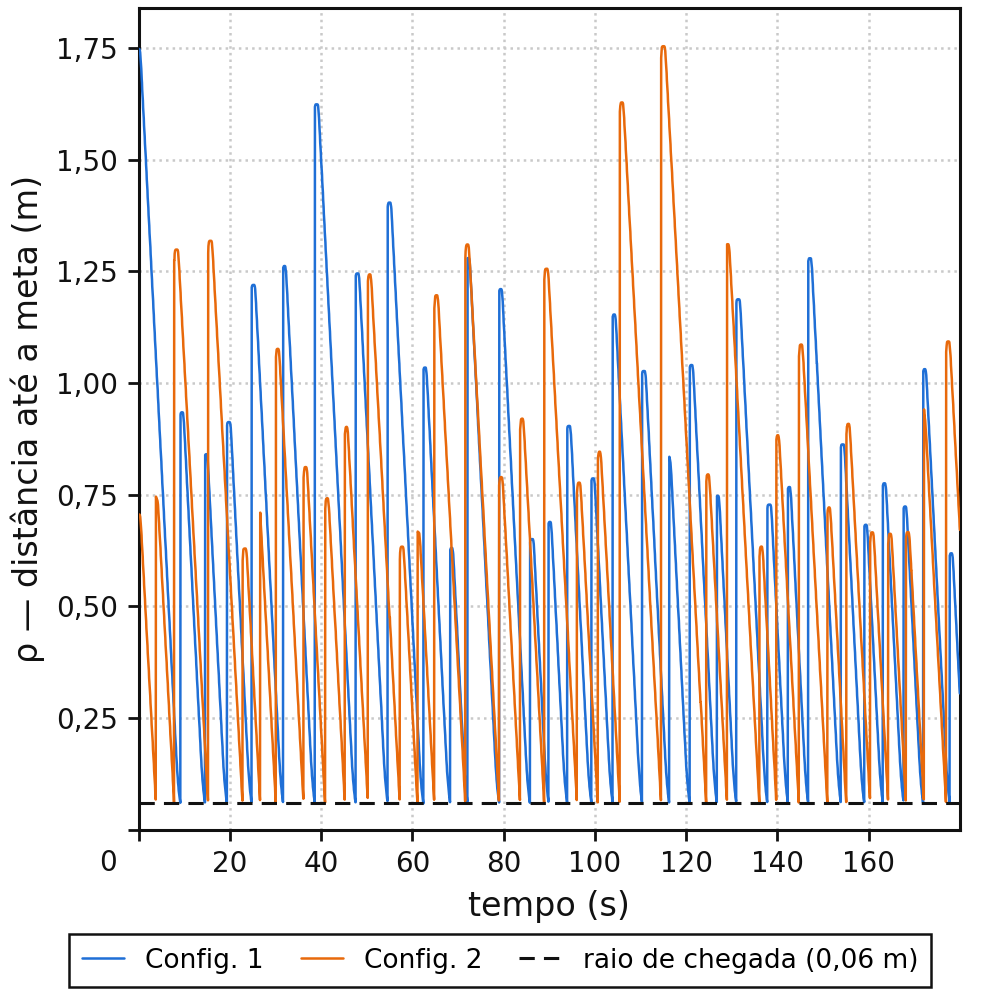 1,75
1,50
1,25
1,00
0,75
0,50
0,25
0
20 40 60 80 100 120 140 160
ρ — distância até a meta (m)
tempo (s)
Config. 1 Config. 2 raio de chegada (0,06 m)